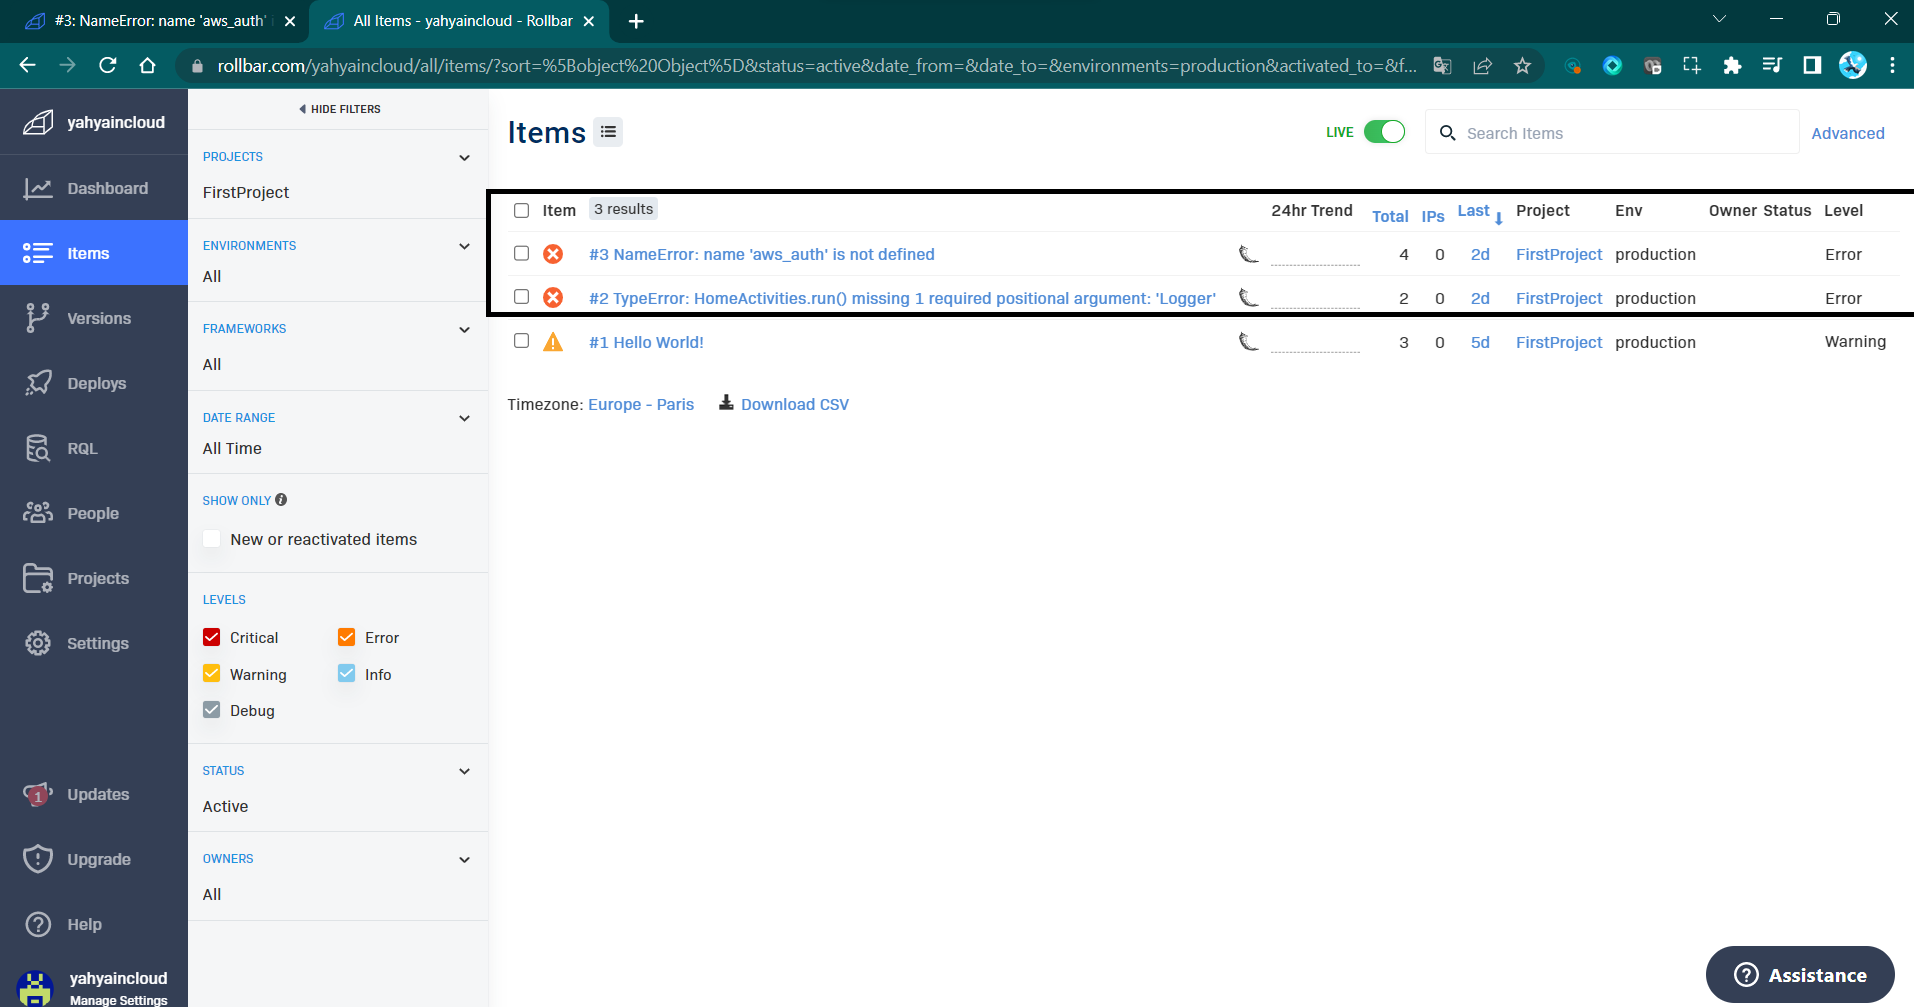 #3: NameError: name 'aws_auth' i
All Items - yahyaincloud - Rollbar
rollbar.com/yahyaincloud/all/items/?sort=%5Bobject%20Object%5D&status=active&date_from=&date_to=&environments=production&activated_to=&f...
yahyaincloud
Dashboard
Items
Versions
Deploys
RQL
People
Projects
Settings
1
Updates
Upgrade
Help
yahyaincloud
Manage Settings
HIDE FILTERS
PROJECTS
FirstProject
ENVIRONMENTS
All
FRAMEWORKS
All
DATE RANGE
All Time
SHOW ONLY
New or reactivated items
LEVELS
Critical Error
Warning Info
Debug
STATUS
Active
OWNERS
All
Items
LIVE
Search Items
Advanced
Item 3 results 24hr Trend Total IPs Last Project Env Owner Status Level
#3 NameError: name 'aws_auth' is not defined 4 0 2d FirstProject production Error
#2 TypeError: HomeActivities.run() missing 1 required positional argument: 'Logger' 2 0 2d FirstProject production Error
#1 Hello World! 3 0 5d FirstProject production Warning
Timezone: Europe - Paris Download CSV
Assistance